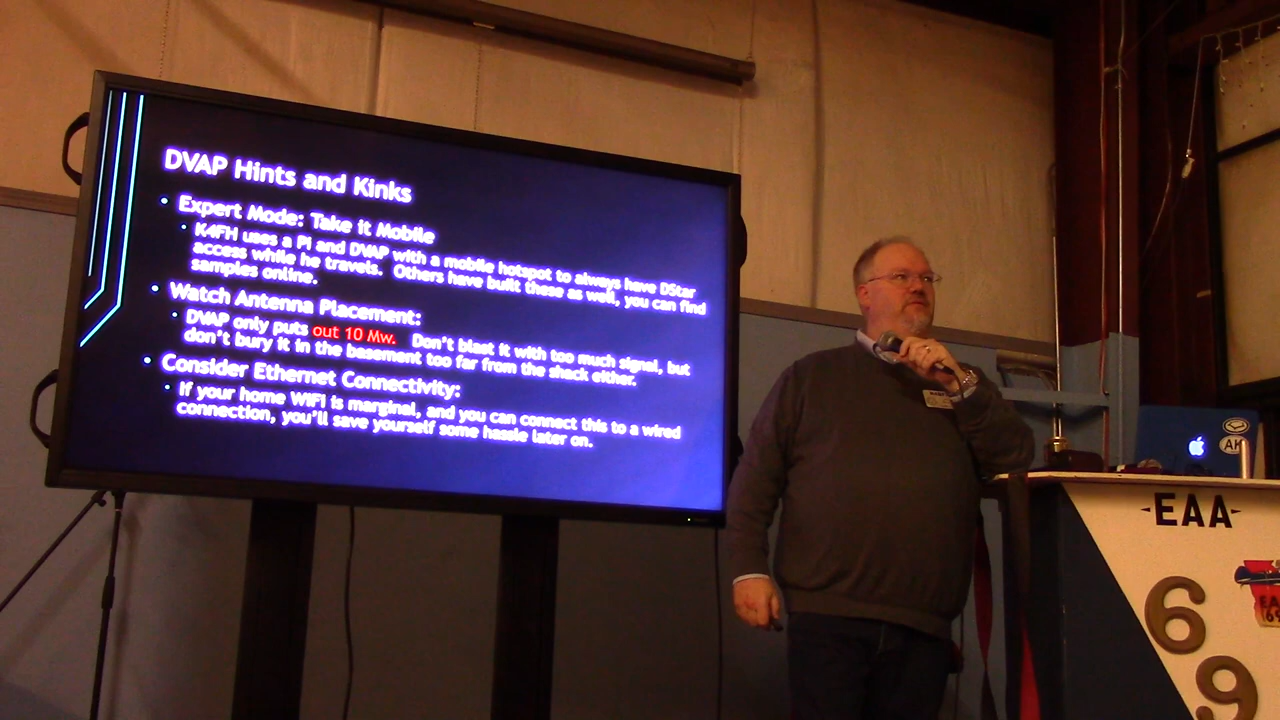 DVAP Hints and Kinks
• Expert Mode: Take it Mobile
• K4FH uses a Pi and DVAP with a mobile hotspot to always have DStar
access while he travels. Others have built these as well, you can find
samples online.
• Watch Antenna Placement:
• DVAP only puts out 10 Mw. Don't blast it with too much signal, but
don't bury it in the basement too far from the shack either.
• Consider Ethernet Connectivity:
• If your home WiFi is marginal, and you can connect this to a wired
connection, you'll save yourself some hassle later on.
AK
EAA
6
9